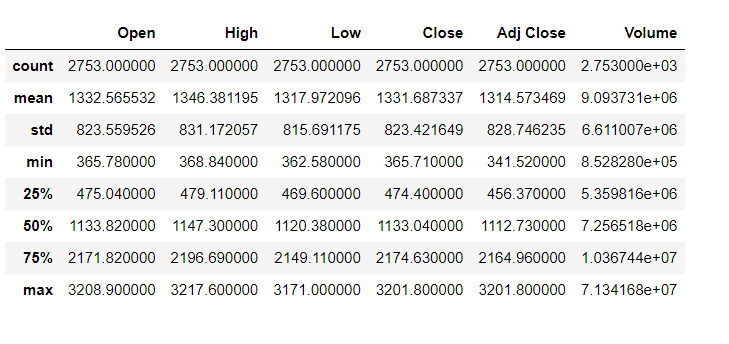 Open High Low Close Adj Close Volume
count 2753.000000 2753.000000 2753.000000 2753.000000 2753.000000 2.753000e+03
mean 1332.565532 1346.381195 1317.972096 1331.687337 1314.573469 9.093731e+06
std 823.559526 831.172057 815.691175 823.421649 828.746235 6.611007e+06
min 365.780000 368.840000 362.580000 365.710000 341.520000 8.528280e+05
25% 475.040000 479.110000 469.600000 474.400000 456.370000 5.359816e+06
50% 1133.820000 1147.300000 1120.380000 1133.040000 1112.730000 7.256518e+06
75% 2171.820000 2196.690000 2149.110000 2174.630000 2164.960000 1.036744e+07
max 3208.900000 3217.600000 3171.000000 3201.800000 3201.800000 7.134168e+07